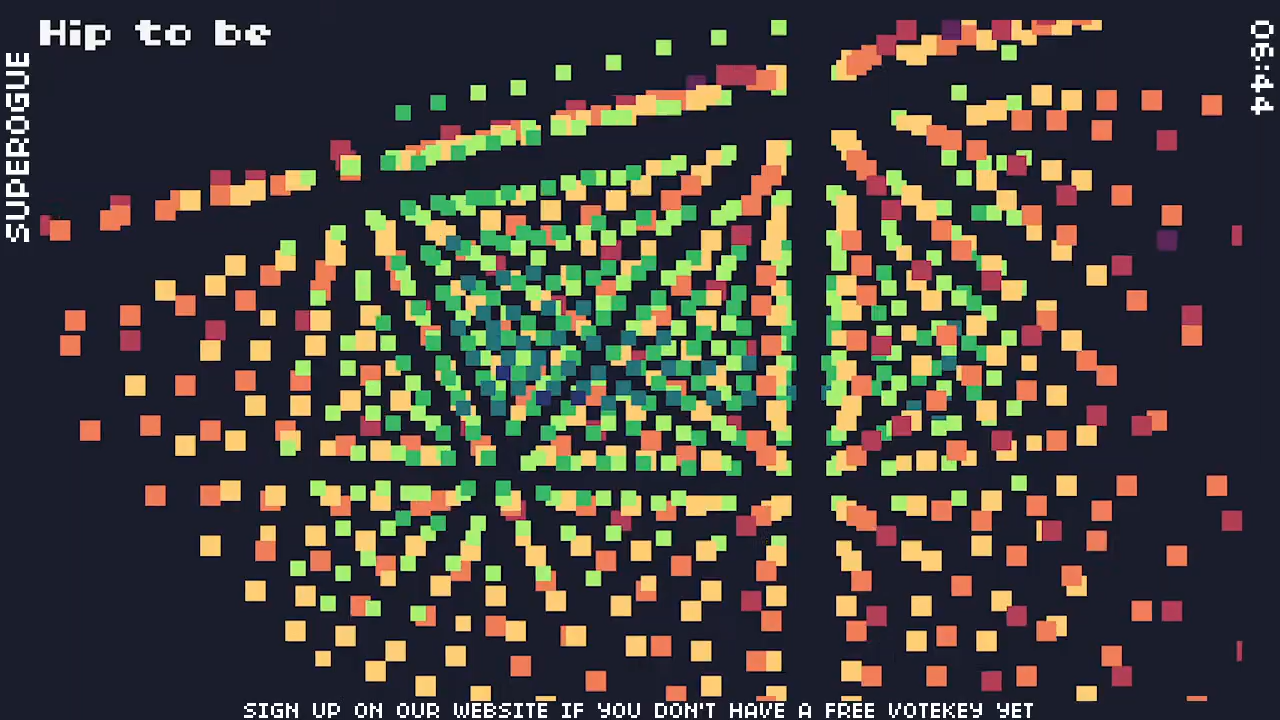 Hip to be
SUPEROGUE
06:44
SIGN UP ON OUR WEBSITE IF YOU DON'T HAVE A FREE VOTEKEY YET